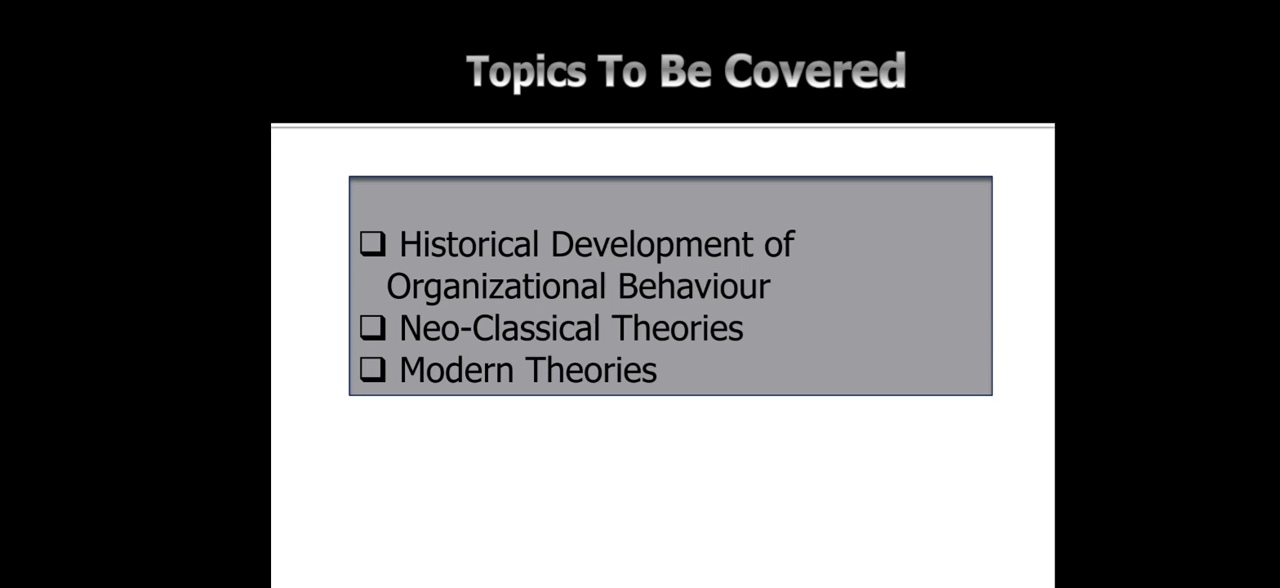 Topics To Be Covered
❑ Historical Development of
Organizational Behaviour
❑ Neo-Classical Theories
❑ Modern Theories